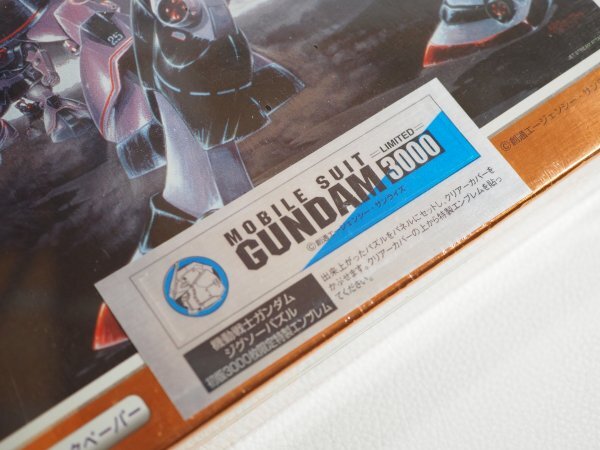 25
©創通エージェンシー・サンライズ
MOBILE SUIT
GUNDAM
LIMITED
3000
©創通エージェンシー・サンライズ
機動戦士ガンダム
ジグソーパズル
初版3000枚限定特製エンブレム
出来上がったパズルをパネルにセットし、クリアーカバーを
かぶせます。クリアーカバーの上から特製エンブレムを貼っ
てください。
ペーパー